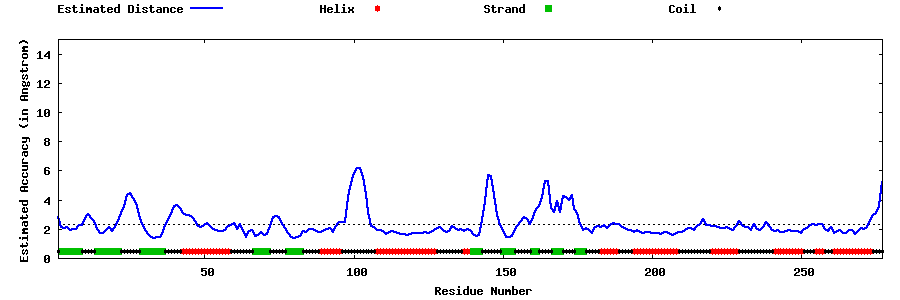 Estimated Distance Helix Strand Coil
Estimated Accuracy (in Angstrom)
14
12
10
8
6
4
2
0
50 100 150 200 250
Residue Number